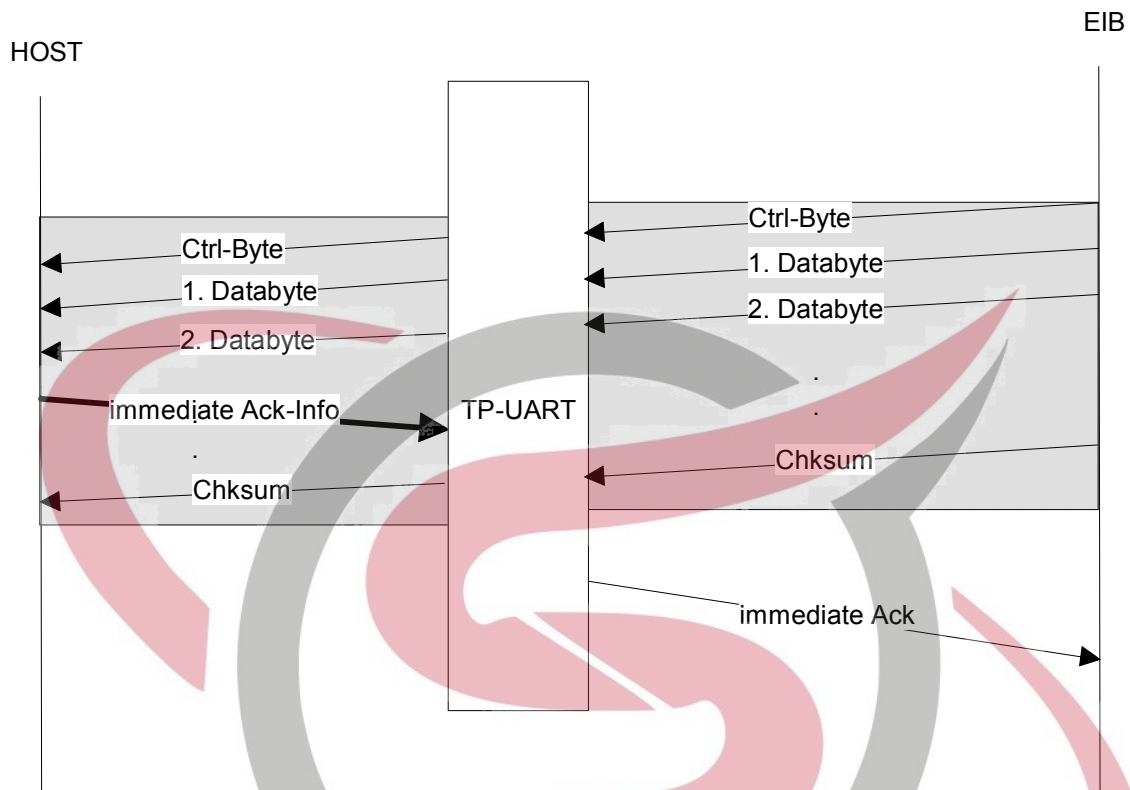 EIB
HOST
Ctrl-Byte
Ctrl-Byte
1. Databyte
1. Databyte
2. Databyte
2. Databyte
.
immediate Ack-Info
TP-UART
.
.
.
Chksum
Chksum
immediate Ack